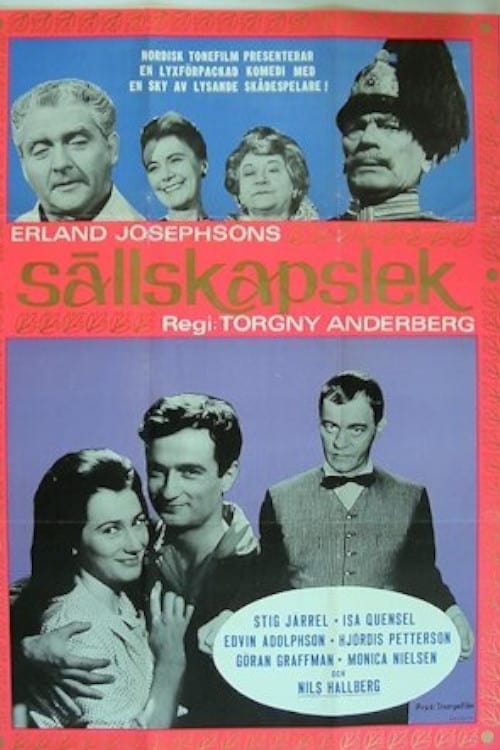 NORDISK TONEFILM PRESENTERAR
EN LYXFÖRPACKAD KOMEDI MED
EN SKY AV LYSANDE SKÅDESPELARE!
ERLAND JOSEPHSONS
sällskapslek
Regi: TORGNY ANDERBERG
STIG JÄRREL · ISA QUENSEL
EDVIN ADOLPHSON · HJÖRDIS PETTERSON
GÖRAN GRAFFMAN · MONICA NIELSEN
OCH
NILS HALLBERG